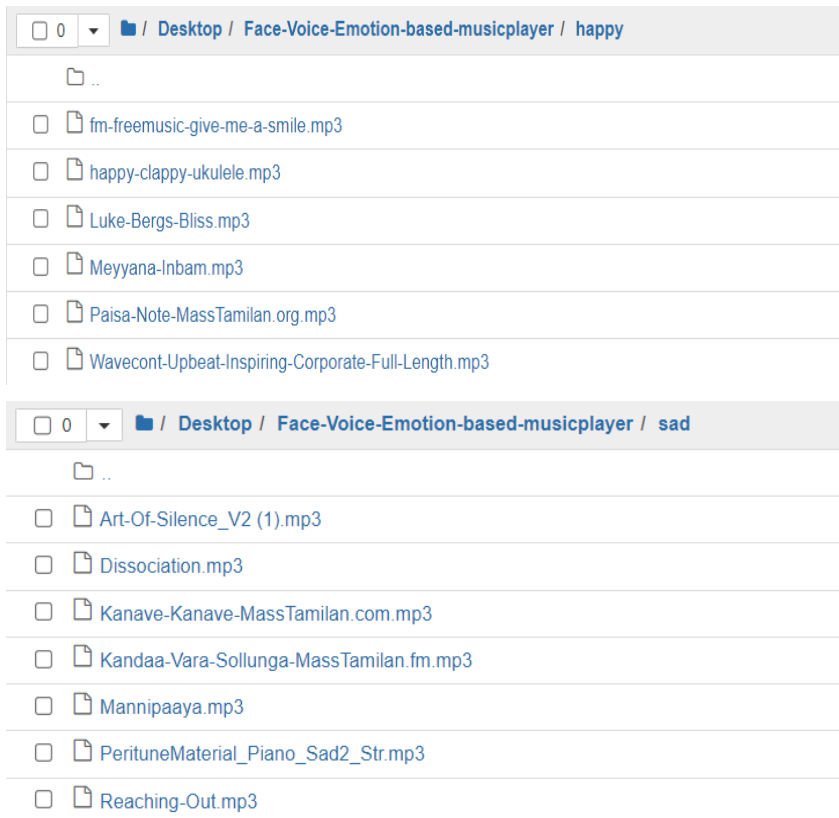 0 / Desktop / Face-Voice-Emotion-based-musicplayer / happy
..
fm-freemusic-give-me-a-smile.mp3
happy-clappy-ukulele.mp3
Luke-Bergs-Bliss.mp3
Meyyana-Inbam.mp3
Paisa-Note-MassTamilan.org.mp3
Wavecont-Upbeat-Inspiring-Corporate-Full-Length.mp3
0 / Desktop / Face-Voice-Emotion-based-musicplayer / sad
..
Art-Of-Silence_V2 (1).mp3
Dissociation.mp3
Kanave-Kanave-MassTamilan.com.mp3
Kandaa-Vara-Sollunga-MassTamilan.fm.mp3
Mannipaaya.mp3
PerituneMaterial_Piano_Sad2_Str.mp3
Reaching-Out.mp3